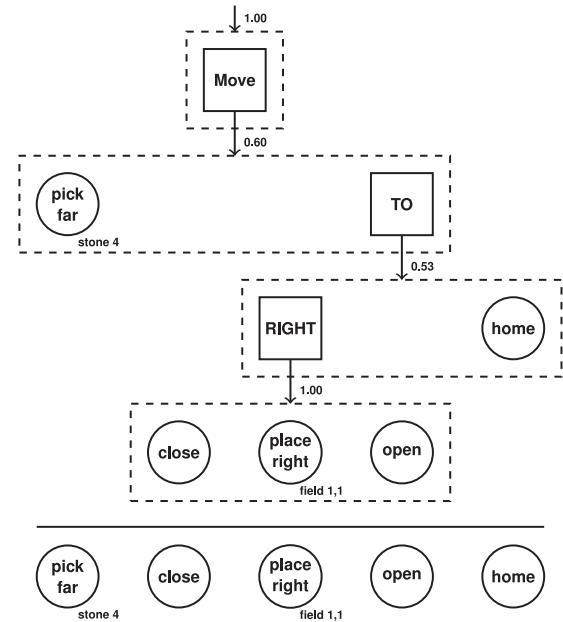 1.00
Move
0.60
pick
far
stone 4
TO
0.53
RIGHT
home
1.00
close
place
right
field 1,1
open
pick
far
stone 4
close
place
right
field 1,1
open
home